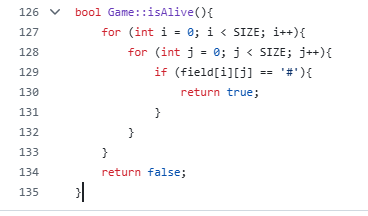 126 bool Game::isAlive(){
127     for (int i = 0; i < SIZE; i++){
128         for (int j = 0; j < SIZE; j++){
129             if (field[i][j] == '#'){
130                 return true;
131             }
132         }
133     }
134     return false;
135 }